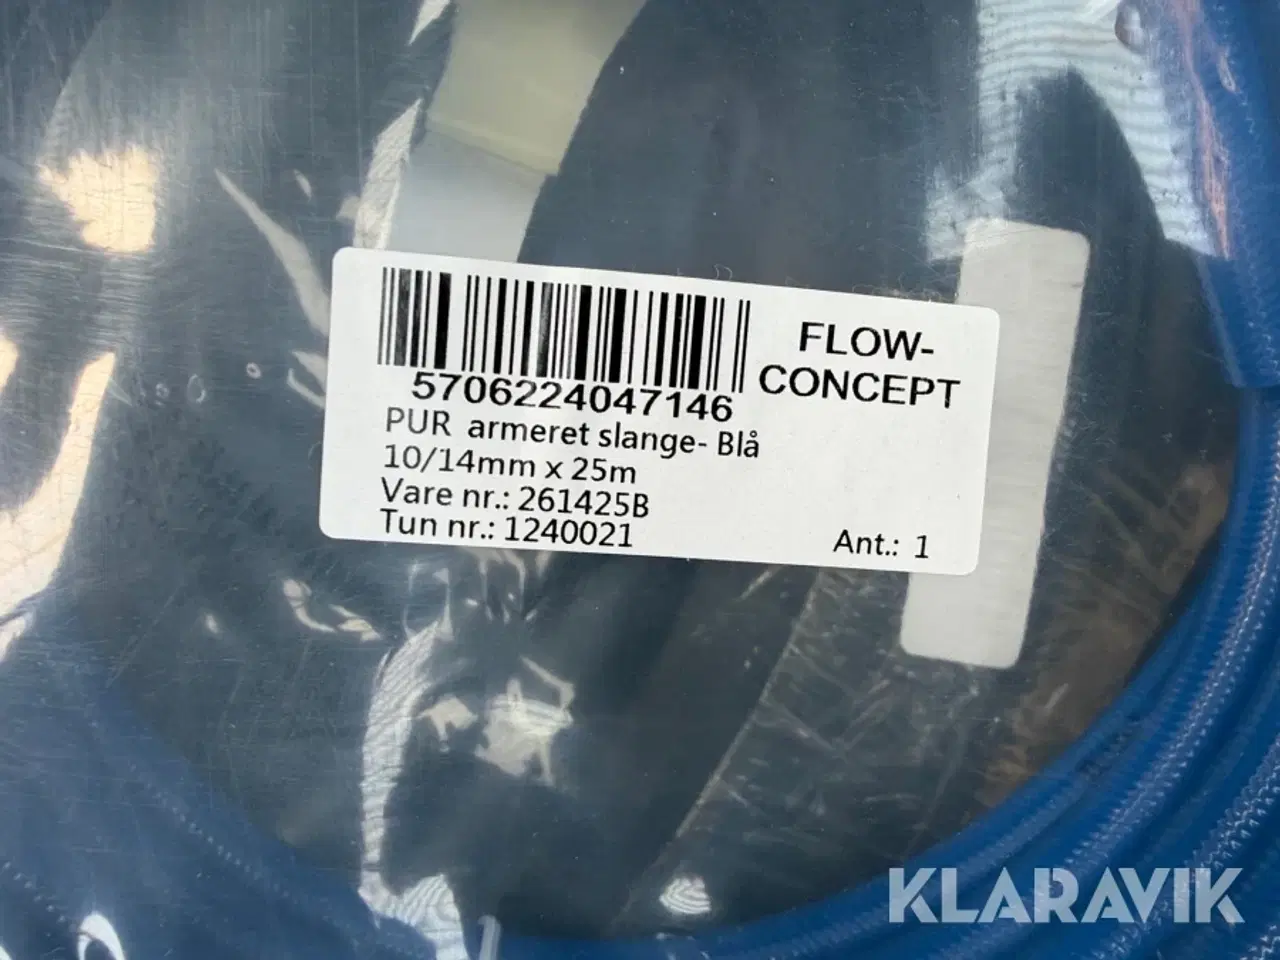 FLOW-
CONCEPT
5706224047146
PUR armeret slange- Blå
10/14mm x 25m
Vare nr.: 261425B
Tun nr.: 1240021
Ant.: 1
KLARAVIK